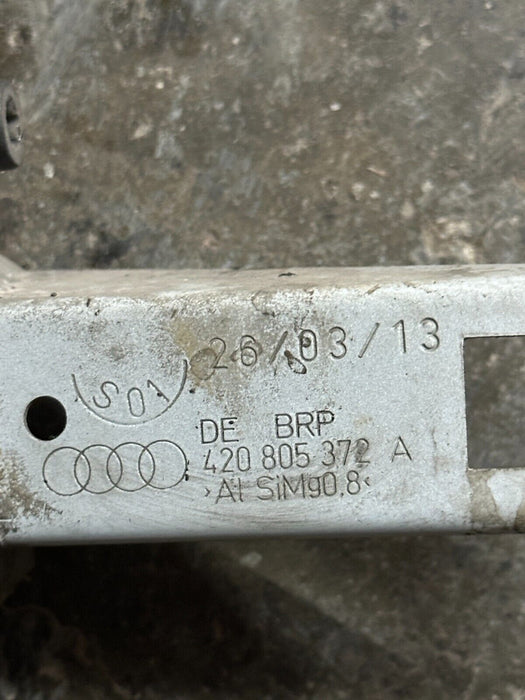 26/03/13
S01
DE BRP
420 805 372 A
>Al SiMg0,8<